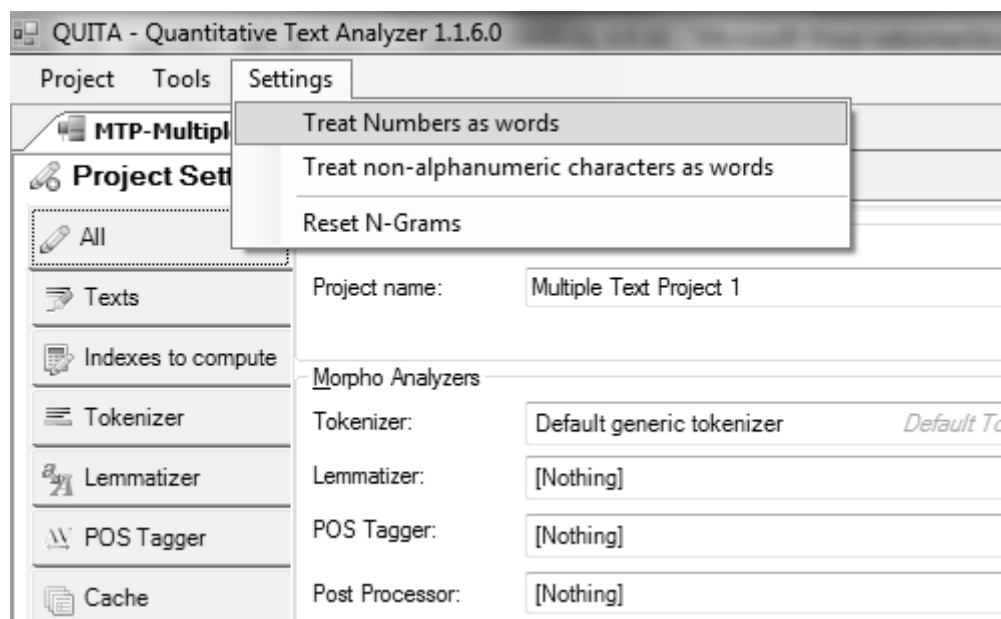 QUITA - Quantitative Text Analyzer 1.1.6.0
Project Tools Settings
MTP-Multipl
Treat Numbers as words
Project Sett
Treat non-alphanumeric characters as words
Reset N-Grams
All
Texts
Project name: Multiple Text Project 1
Indexes to compute
Morpho Analyzers
Tokenizer
Tokenizer: Default generic tokenizer Default To
Lemmatizer
Lemmatizer: [Nothing]
POS Tagger
POS Tagger: [Nothing]
Cache
Post Processor: [Nothing]